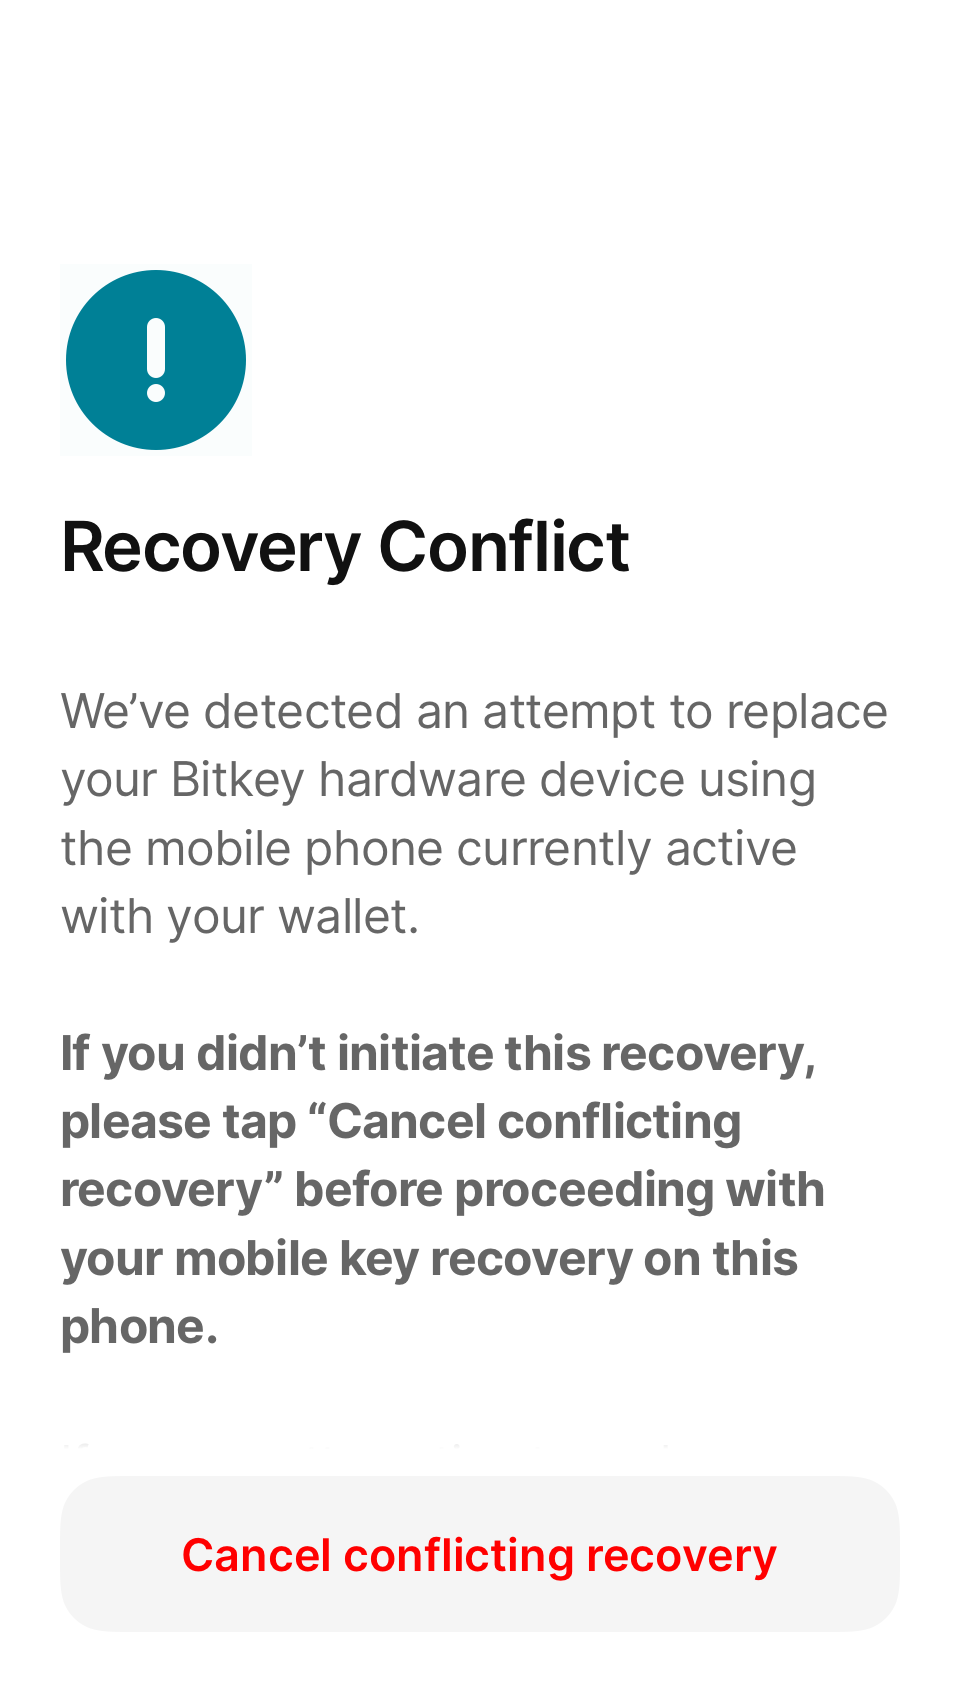 Recovery Conflict
We’ve detected an attempt to replace
your Bitkey hardware device using
the mobile phone currently active
with your wallet.
If you didn’t initiate this recovery,
please tap “Cancel conflicting
recovery” before proceeding with
your mobile key recovery on this
phone.
Cancel conflicting recovery